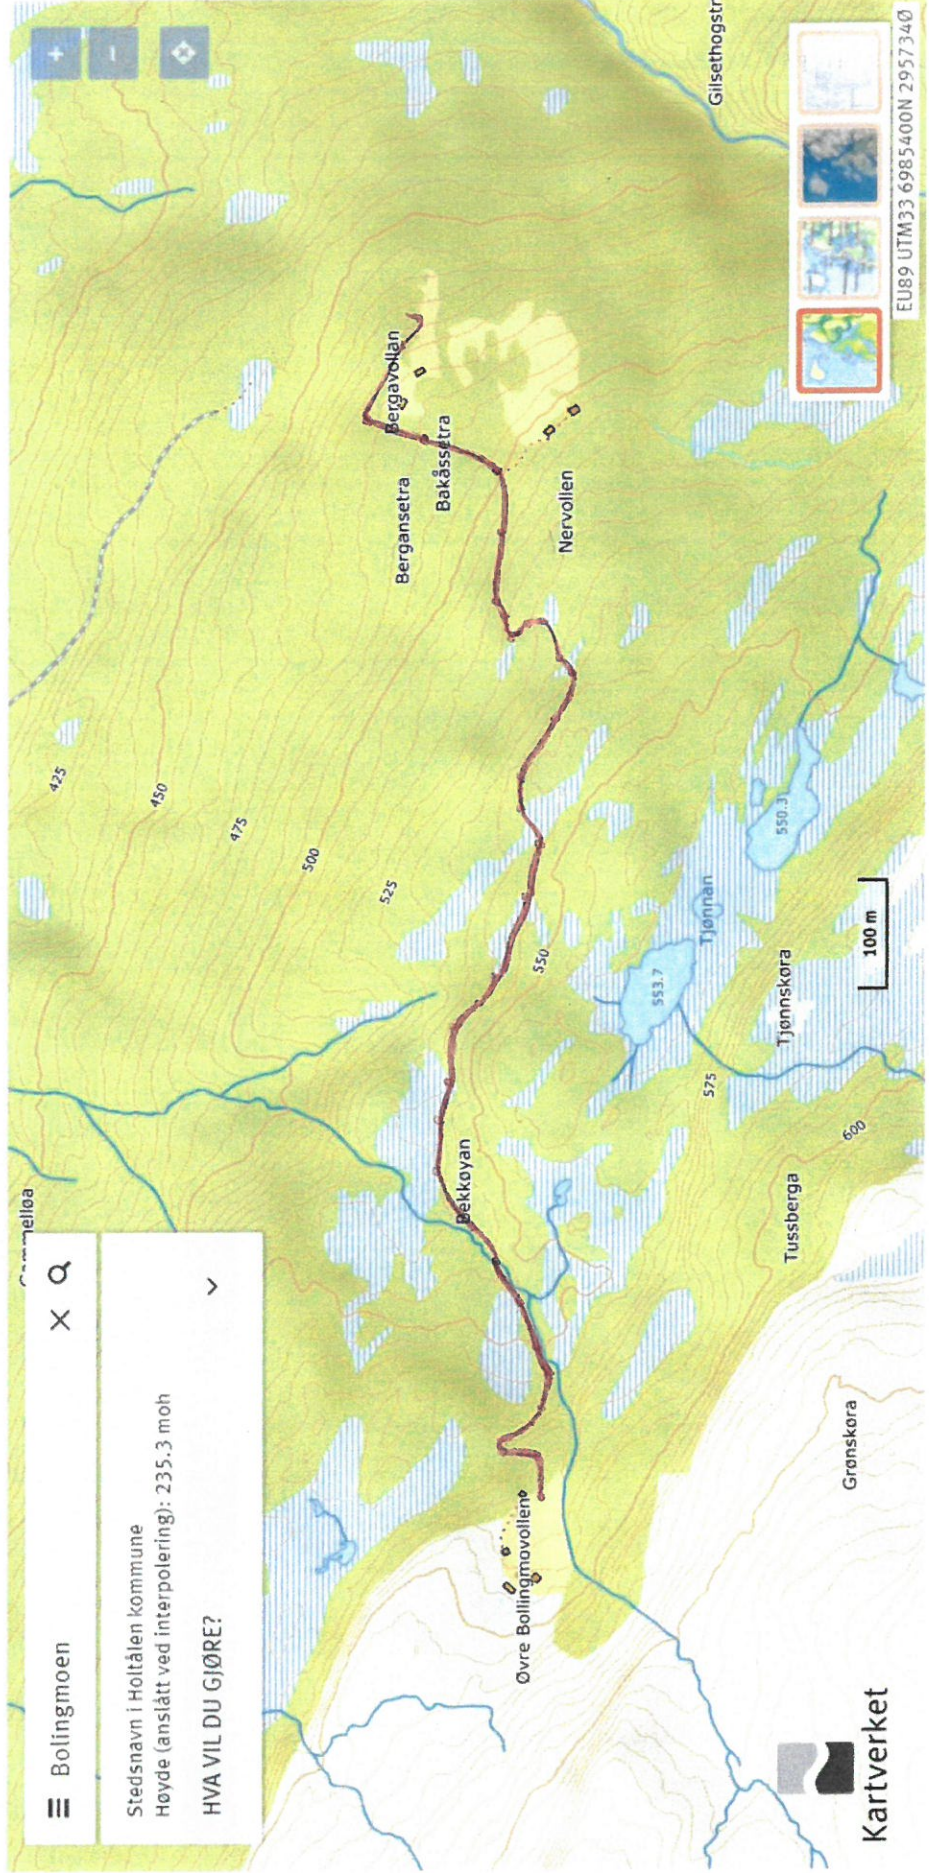 Bolingmoen
Stedsnavn i Holtålen kommune
Høyde (anslått ved interpolering): 235.3 moh
HVA VIL DU GJØRE?
+
−
425
450
475
500
525
550
Bergavollan
Bergansetra
Bakåssetra
Nervollen
Bekkøyan
Øvre Bollingmovollen
553.7
Tjønnan
550.3
Tjønnskøra
575
600
Tussberga
Grønskøra
100 m
Kartverket
EU89 UTM33 6985400N 295734Ø